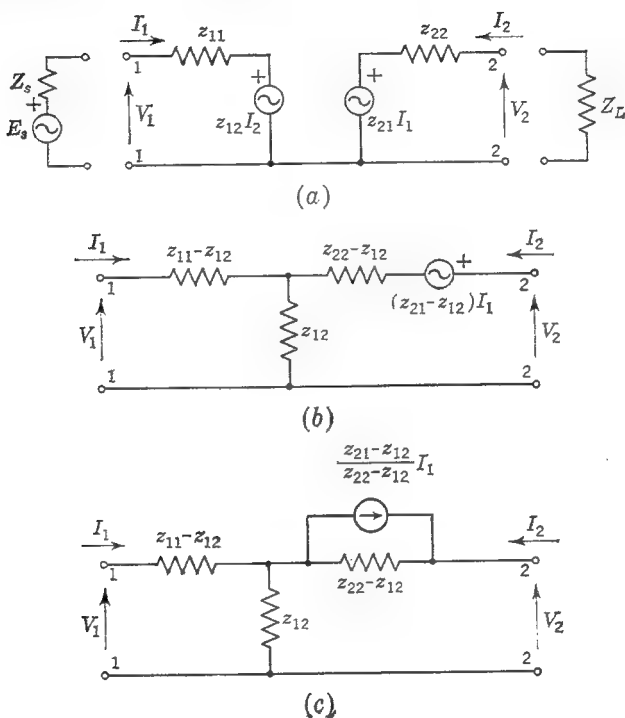 I₁ I₂
z₁₁ z₂₂
1 2
Zₛ
+ + +
Eₛ V₁ z₁₂I₂ z₂₁I₁ V₂ Z_L
1 2
(a)
I₁ z₁₁−z₁₂ z₂₂−z₁₂ + I₂
1 2
(z₂₁−z₁₂)I₁
V₁ z₁₂ V₂
1 2
(b)
z₂₁−z₁₂
z₂₂−z₁₂ I₁
I₁ z₁₁−z₁₂ I₂
1 z₂₂−z₁₂ 2
V₁ z₁₂ V₂
1 2
(c)